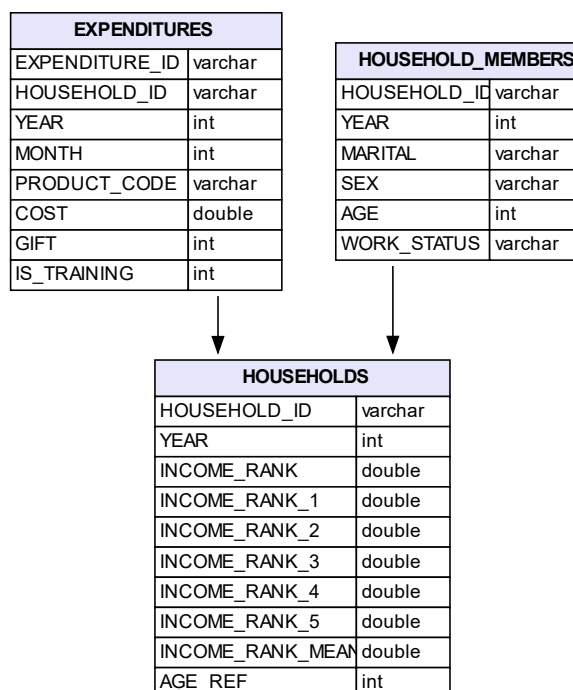 EXPENDITURES
EXPENDITURE_ID varchar
HOUSEHOLD_ID varchar
YEAR int
MONTH int
PRODUCT_CODE varchar
COST double
GIFT int
IS_TRAINING int
HOUSEHOLD_MEMBERS
HOUSEHOLD_ID varchar
YEAR int
MARITAL varchar
SEX varchar
AGE int
WORK_STATUS varchar
HOUSEHOLDS
HOUSEHOLD_ID varchar
YEAR int
INCOME_RANK double
INCOME_RANK_1 double
INCOME_RANK_2 double
INCOME_RANK_3 double
INCOME_RANK_4 double
INCOME_RANK_5 double
INCOME_RANK_MEAN double
AGE_REF int